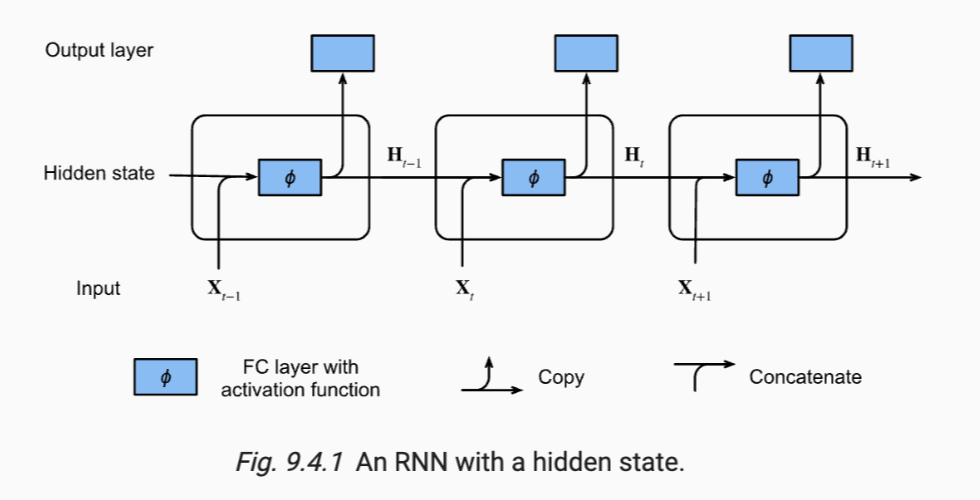 Output layer
Hidden state
ϕ
H_{t−1}
ϕ
H_t
ϕ
H_{t+1}
Input
X_{t−1}
X_t
X_{t+1}
ϕ
FC layer with
activation function
Copy
Concatenate
Fig. 9.4.1 An RNN with a hidden state.